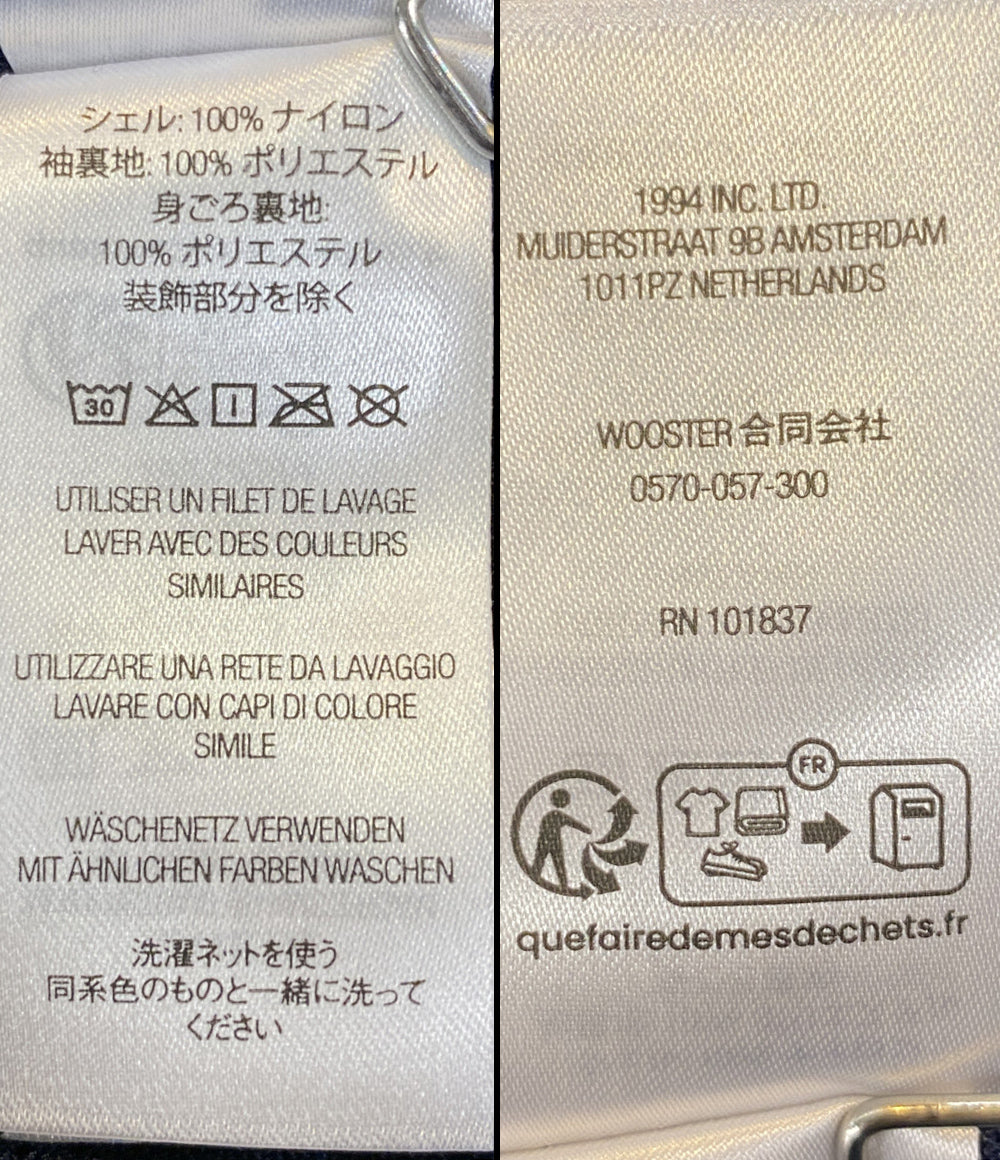 シェル: 100% ナイロン
袖裏地: 100% ポリエステル
身ごろ裏地:
100% ポリエステル
装飾部分を除く
30
UTILISER UN FILET DE LAVAGE
LAVER AVEC DES COULEURS
SIMILAIRES
UTILIZZARE UNA RETE DA LAVAGGIO
LAVARE CON CAPI DI COLORE
SIMILE
WÄSCHENETZ VERWENDEN
MIT ÄHNLICHEN FARBEN WASCHEN
洗濯ネットを使う
同系色のものと一緒に洗って
ください
1994 INC. LTD.
MUIDERSTRAAT 9B AMSTERDAM
1011PZ NETHERLANDS
WOOSTER 合同会社
0570-057-300
RN 101837
FR
quefairedemesdechets.fr